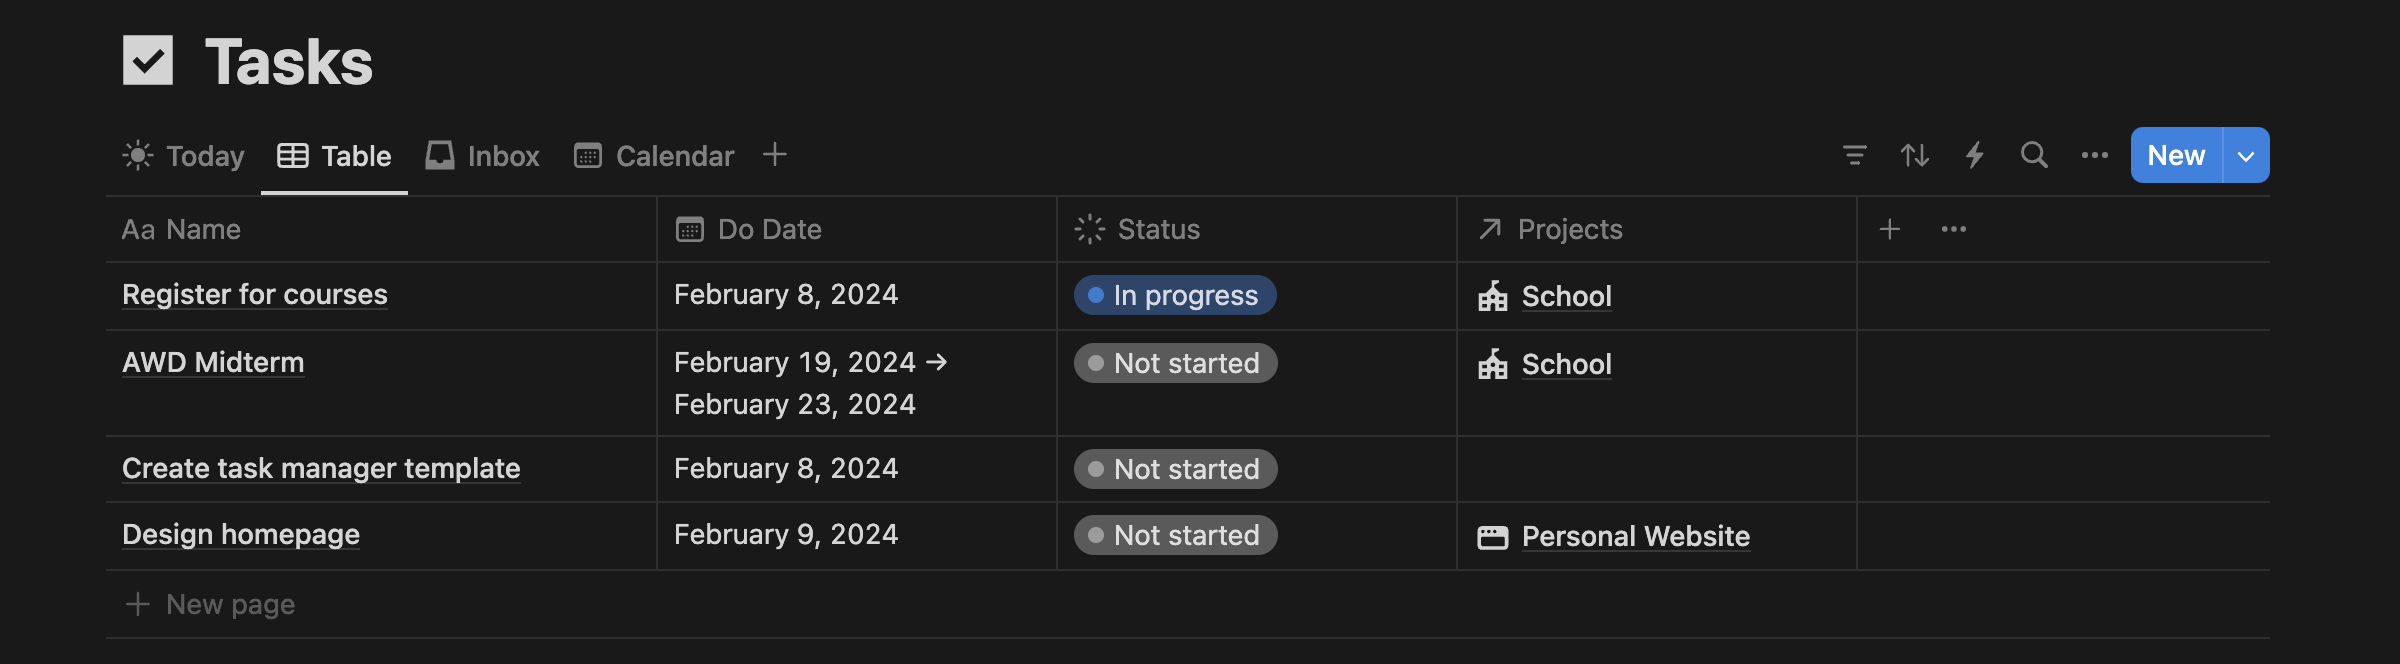 Tasks
Today Table Inbox Calendar New
Aa Name Do Date Status Projects
Register for courses February 8, 2024 In progress School
AWD Midterm February 19, 2024 → Not started School
February 23, 2024
Create task manager template February 8, 2024 Not started
Design homepage February 9, 2024 Not started Personal Website
New page